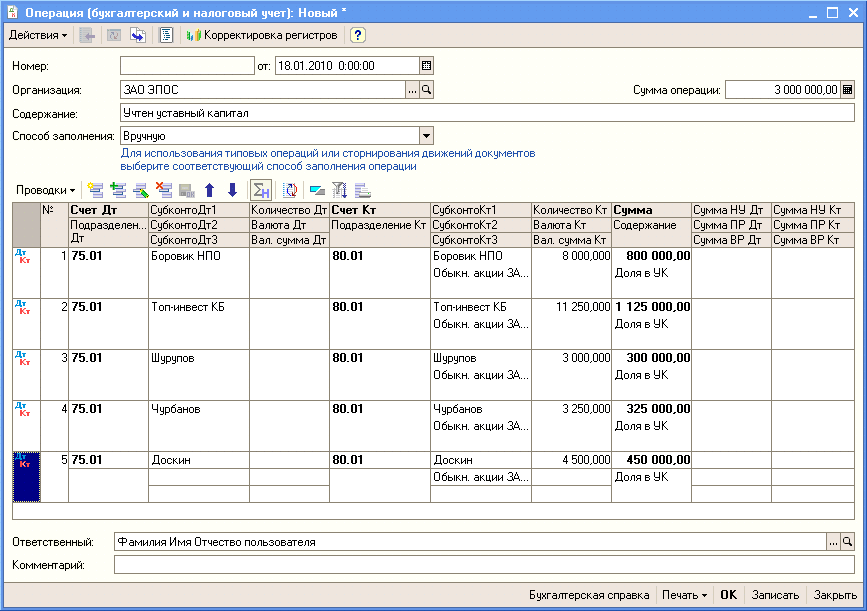 Операция (бухгалтерский и налоговый учет): Новый *
Действия Корректировка регистров ?
Номер: от: 18.01.2010 0:00:00
Организация: ЗАО ЭПОС ... Сумма операции: 3 000 000,00
Содержание: Учтен уставный капитал
Способ заполнения: Вручную
Для использования типовых операций или сторнирования движений документов
выберите соответствующий способ заполнения операции
Проводки
№ Счет Дт СубконтоДт1 Количество Дт Счет Кт СубконтоКт1 Количество Кт Сумма Сумма НУ Дт Сумма НУ Кт
Подразделен... Дт СубконтоДт2 Валюта Дт Подразделение Кт СубконтоКт2 Валюта Кт Содержание Сумма ПР Дт Сумма ПР Кт
СубконтоДт3 Вал. сумма Дт СубконтоКт3 Вал. сумма Кт Сумма ВР Дт Сумма ВР Кт
Дт Кт 1 75.01 Боровик НПО 80.01 Боровик НПО 8 000,000 800 000,00
Обыкн. акции ЗА... Доля в УК
Дт Кт 2 75.01 Топ-инвест КБ 80.01 Топ-инвест КБ 11 250,000 1 125 000,00
Обыкн. акции ЗА... Доля в УК
Дт Кт 3 75.01 Шурупов 80.01 Шурупов 3 000,000 300 000,00
Обыкн. акции ЗА... Доля в УК
Дт Кт 4 75.01 Чурбанов 80.01 Чурбанов 3 250,000 325 000,00
Обыкн. акции ЗА... Доля в УК
Дт Кт 5 75.01 Доскин 80.01 Доскин 4 500,000 450 000,00
Обыкн. акции ЗА... Доля в УК
Ответственный: Фамилия Имя Отчество пользователя ...
Комментарий:
Бухгалтерская справка Печать OK Записать Закрыть